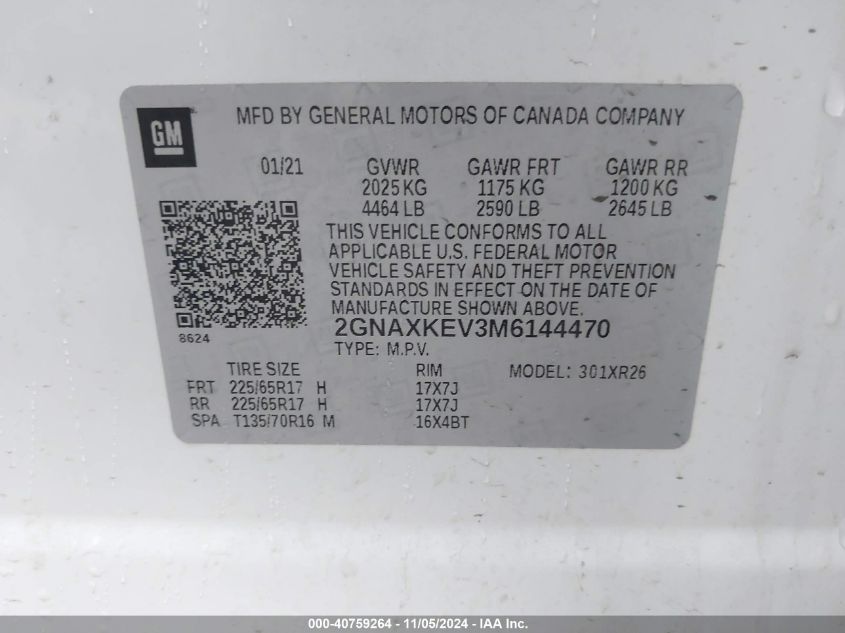 GM
MFD BY GENERAL MOTORS OF CANADA COMPANY
01/21 GVWR GAWR FRT GAWR RR
2025 KG 1175 KG 1200 KG
4464 LB 2590 LB 2645 LB
THIS VEHICLE CONFORMS TO ALL
APPLICABLE U.S. FEDERAL MOTOR
VEHICLE SAFETY AND THEFT PREVENTION
STANDARDS IN EFFECT ON THE DATE OF
MANUFACTURE SHOWN ABOVE.
2GNAXKEV3M6144470
8624
TYPE: M.P.V.
TIRE SIZE RIM MODEL: 301XR26
FRT 225/65R17 H 17X7J
RR 225/65R17 H 17X7J
SPA T135/70R16 M 16X4BT
000-40759264 - 11/05/2024 - IAA Inc.